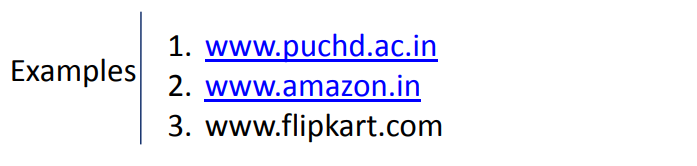 Examples
1. www.puchd.ac.in
2. www.amazon.in
3. www.flipkart.com